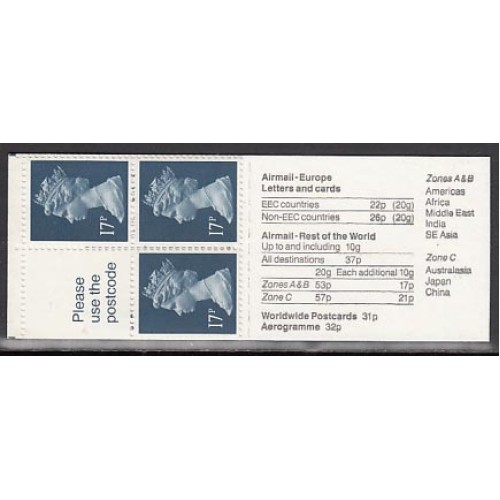 17P
17P
Please
use the
postcode
17P
Airmail-Europe
Letters and cards
EEC countries 22p (20g)
Non-EEC countries 26p (20g)
Airmail-Rest of the World
Up to and including 10g
All destinations 37p
20g Each additional 10g
Zones A&B 53p 17p
Zone C 57p 21p
Worldwide Postcards 31p
Aerogramme 32p
Zones A&B
Americas
Africa
Middle East
India
SE Asia
Zone C
Australasia
Japan
China